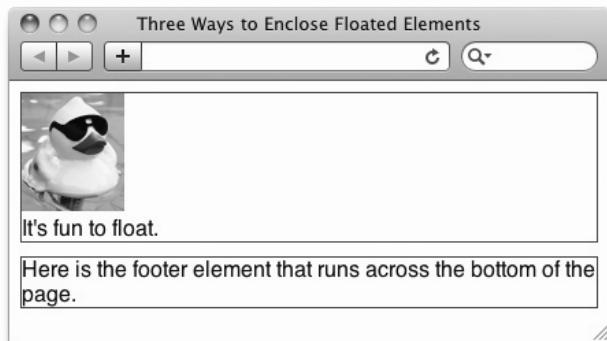 Three Ways to Enclose Floated Elements
It's fun to float.
Here is the footer element that runs across the bottom of the
page.